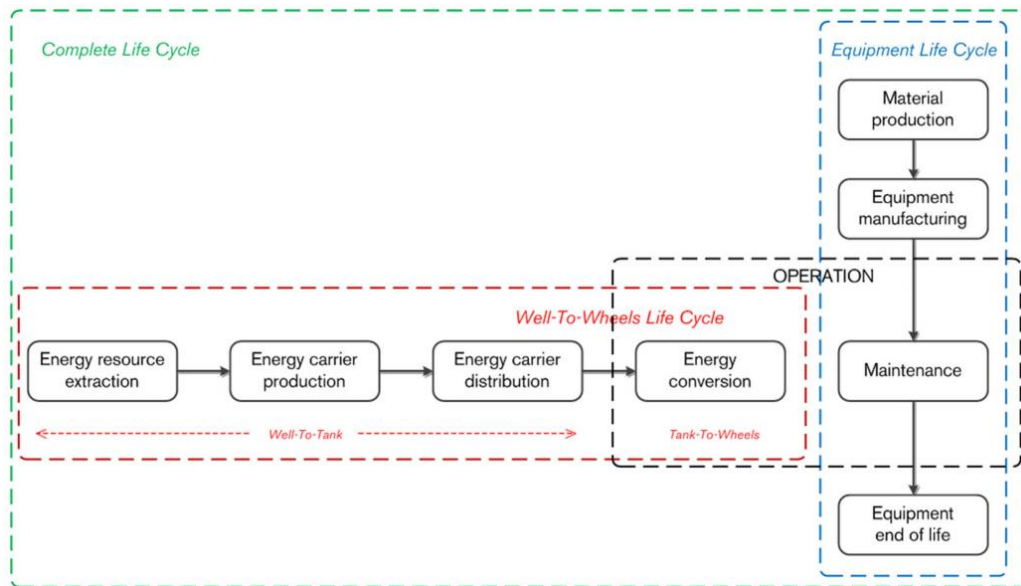 Complete Life Cycle
Equipment Life Cycle
Material
production
Equipment
manufacturing
OPERATION
Well-To-Wheels Life Cycle
Energy resource
extraction
Energy carrier
production
Energy carrier
distribution
Energy
conversion
Maintenance
Well-To-Tank
Tank-To-Wheels
Equipment
end of life